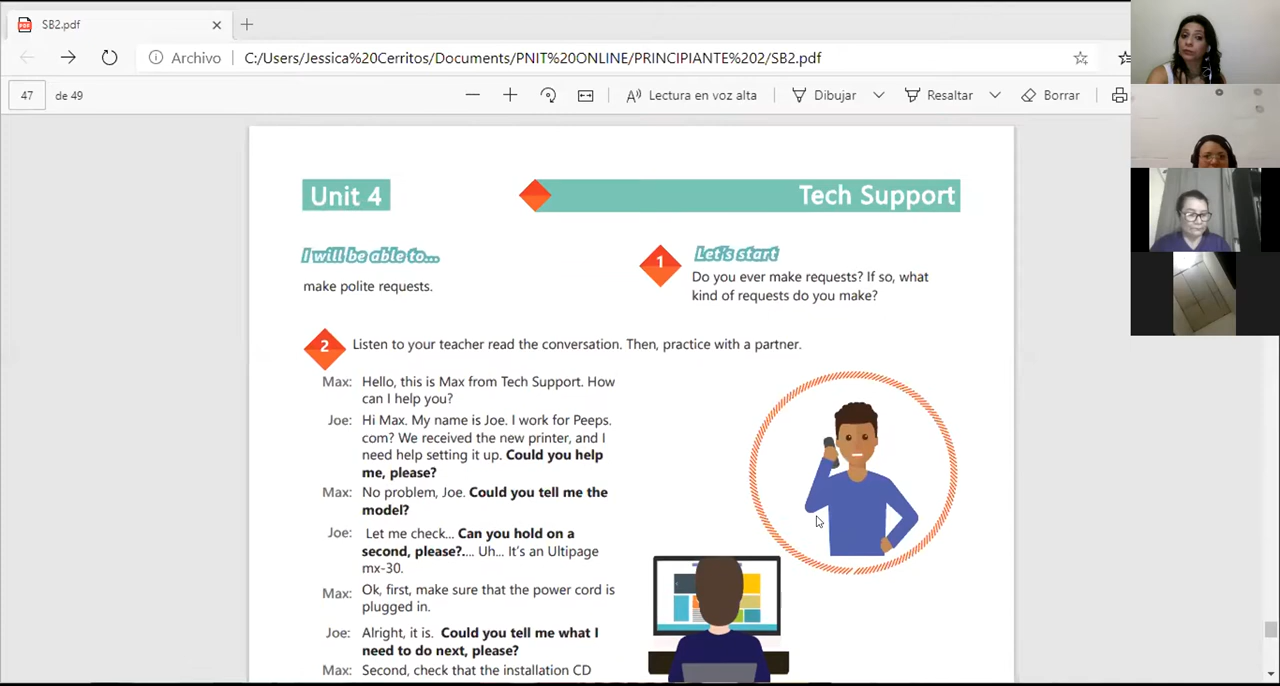 SB2.pdf
Archivo
C:/Users/Jessica%20Cerritos/Documents/PNIT%20ONLINE/PRINCIPIANTE%202/SB2.pdf
47
de 49
Lectura en voz alta
Dibujar
Resaltar
Borrar
Unit 4
Tech Support
I will be able to...
make polite requests.
1
Let's start
Do you ever make requests? If so, what
kind of requests do you make?
2
Listen to your teacher read the conversation. Then, practice with a partner.
Max: Hello, this is Max from Tech Support. How
can I help you?
Joe: Hi Max. My name is Joe. I work for Peeps.
com? We received the new printer, and I
need help setting it up. Could you help
me, please?
Max: No problem, Joe. Could you tell me the
model?
Joe: Let me check... Can you hold on a
second, please?.... Uh... It's an Ultipage
mx-30.
Max: Ok, first, make sure that the power cord is
plugged in.
Joe: Alright, it is. Could you tell me what I
need to do next, please?
Max: Second, check that the installation CD